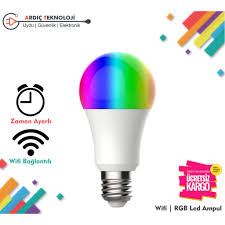 ARDIÇ TEKNOLOJİ
Uydu | Güvenlik | Elektronik
Zaman Ayarlı
Wifi Bağlantılı
ÜCRETSİZ
KARGO
Wifi | RGB Led Ampul